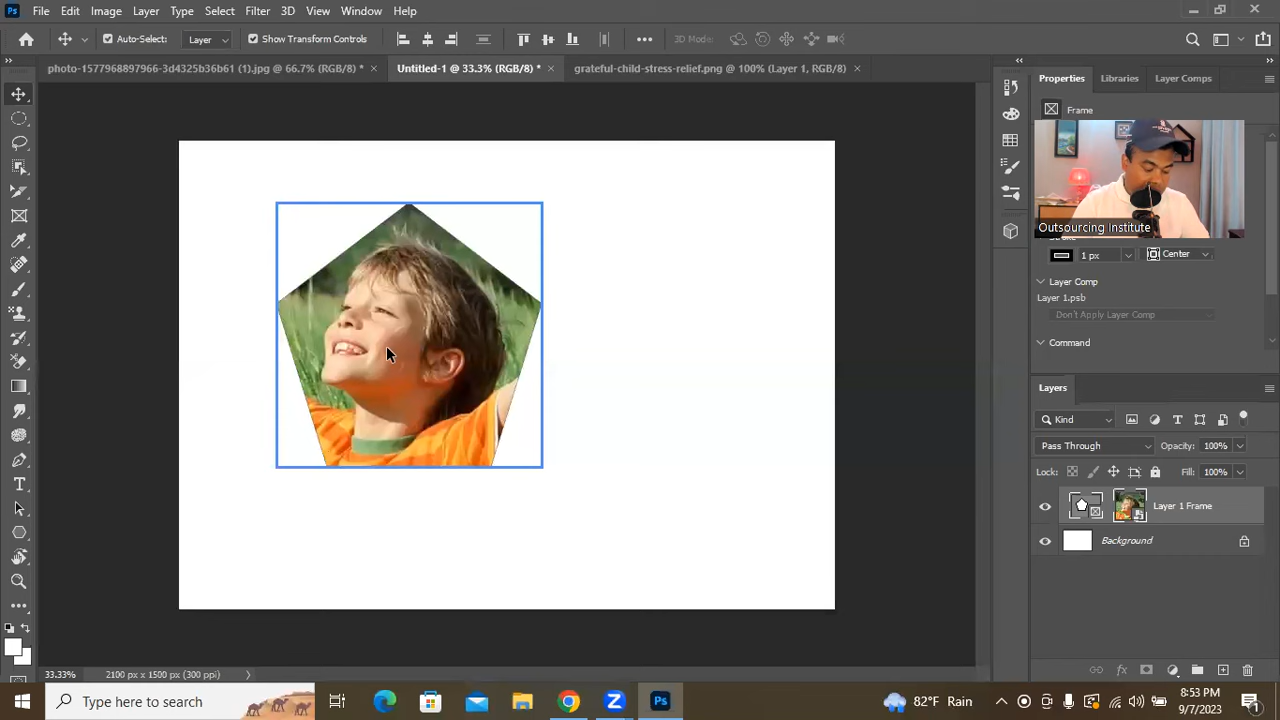 Ps File Edit Image Layer Type Select Filter 3D View Window Help
Auto-Select: Layer Show Transform Controls 3D Mode
photo-1577968897966-3d4325b36b61 (1).jpg @ 66.7% (RGB/8) * × Untitled-1 @ 33.3% (RGB/8) * × grateful-child-stress-relief.png @ 100% (Layer 1, RGB/8) ×
Properties Libraries Layer Comps
Frame
Outsourcing Institute
Stroke
1 px Center
Layer Comp
Layer 1.psb
Don't Apply Layer Comp
Command
Layers
Kind
Pass Through Opacity: 100%
Lock: Fill: 100%
Layer 1 Frame
Background
33.33% 2100 px x 1500 px (300 ppi)
Type here to search
Ps
82°F Rain
8:53 PM
9/7/2023
1